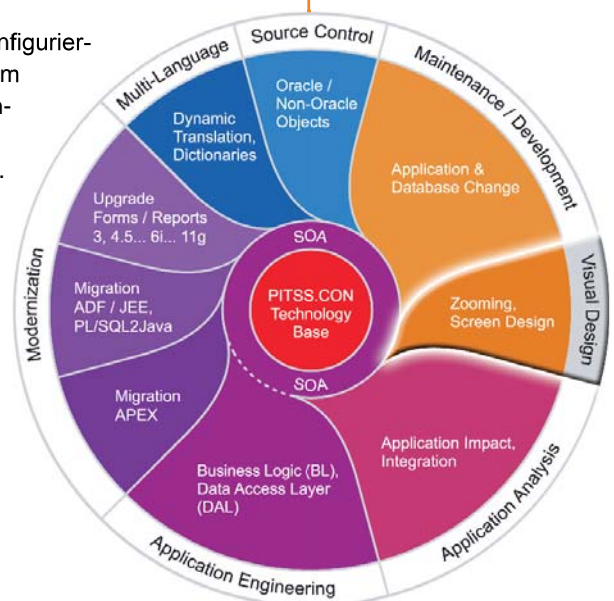 nfigurier-
m
n-
.
Source Control
Multi-Language
Maintenance / Development
Visual Design
Application Analysis
Application Engineering
Modernization
Oracle /
Non-Oracle
Objects
Dynamic
Translation,
Dictionaries
Application &
Database Change
Upgrade
Forms / Reports
3, 4.5... 6i... 11g
SOA
PITSS.CON
Technology
Base
SOA
Zooming,
Screen Design
Migration
ADF / JEE,
PL/SQL2Java
Migration
APEX
Application Impact,
Integration
Business Logic (BL),
Data Access Layer
(DAL)